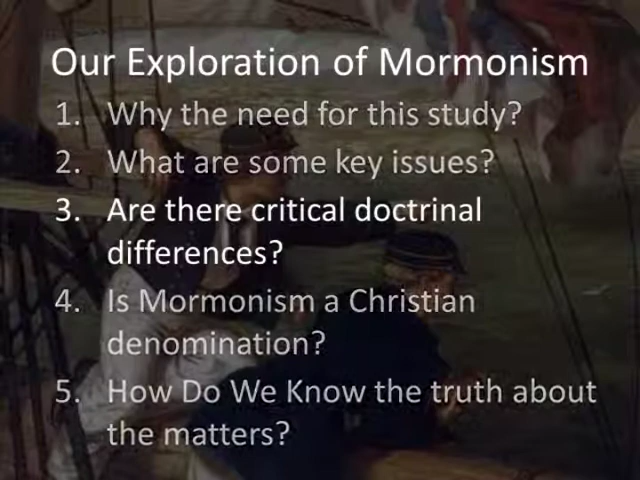 Our Exploration of Mormonism
1. Why the need for this study?
2. What are some key issues?
3. Are there critical doctrinal
differences?
4. Is Mormonism a Christian
denomination?
5. How Do We Know the truth about
the matters?